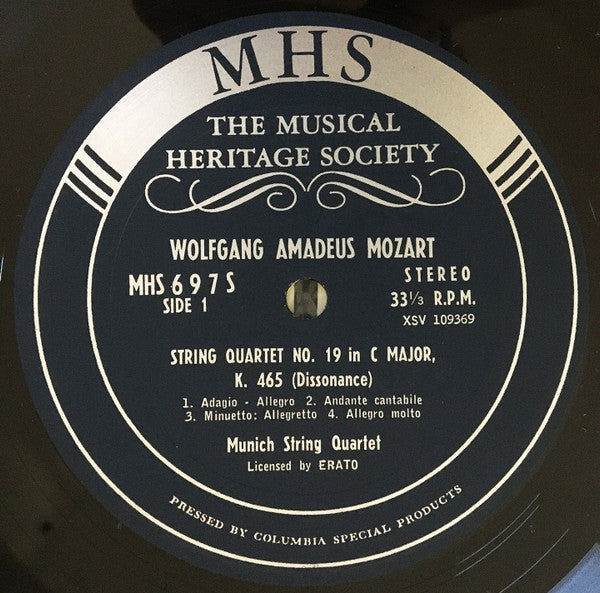 MHS
THE MUSICAL
HERITAGE SOCIETY
WOLFGANG AMADEUS MOZART
MHS 697 S
SIDE 1
STEREO
33⅓ R.P.M.
XSV 109369
STRING QUARTET NO. 19 in C MAJOR,
K. 465 (Dissonance)
1. Adagio - Allegro 2. Andante cantabile
3. Minuetto: Allegretto 4. Allegro molto
Munich String Quartet
Licensed by ERATO
PRESSED BY COLUMBIA SPECIAL PRODUCTS